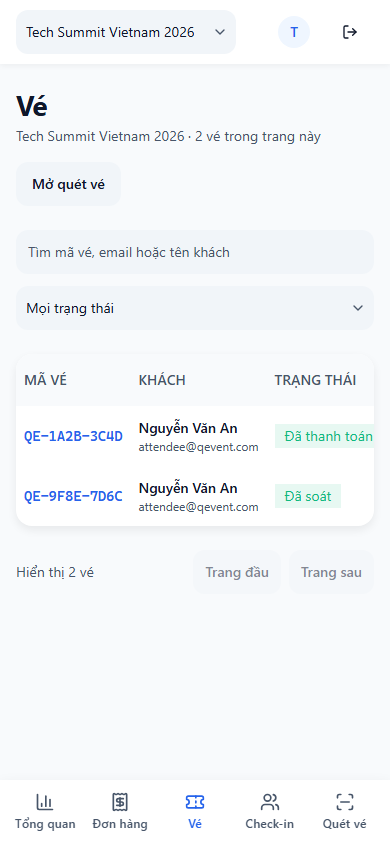 Tech Summit Vietnam 2026
T
Vé
Tech Summit Vietnam 2026 · 2 vé trong trang này
Mở quét vé
Tìm mã vé, email hoặc tên khách
Mọi trạng thái
MÃ VÉ KHÁCH TRẠNG THÁI
QE-1A2B-3C4D Nguyễn Văn An Đã thanh toán
attendee@qevent.com
QE-9F8E-7D6C Nguyễn Văn An Đã soát
attendee@qevent.com
Hiển thị 2 vé Trang đầu Trang sau
Tổng quan Đơn hàng Vé Check-in Quét vé